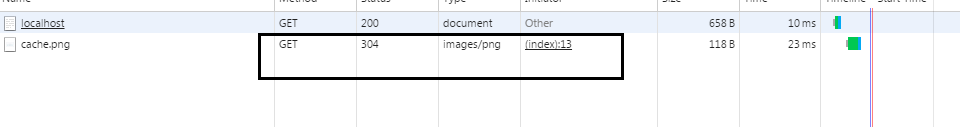 Name Method Status Type Initiator Size Time Timeline – Start Time
localhost GET 200 document Other 658 B 10 ms
cache.png GET 304 images/png (index):13 118 B 23 ms